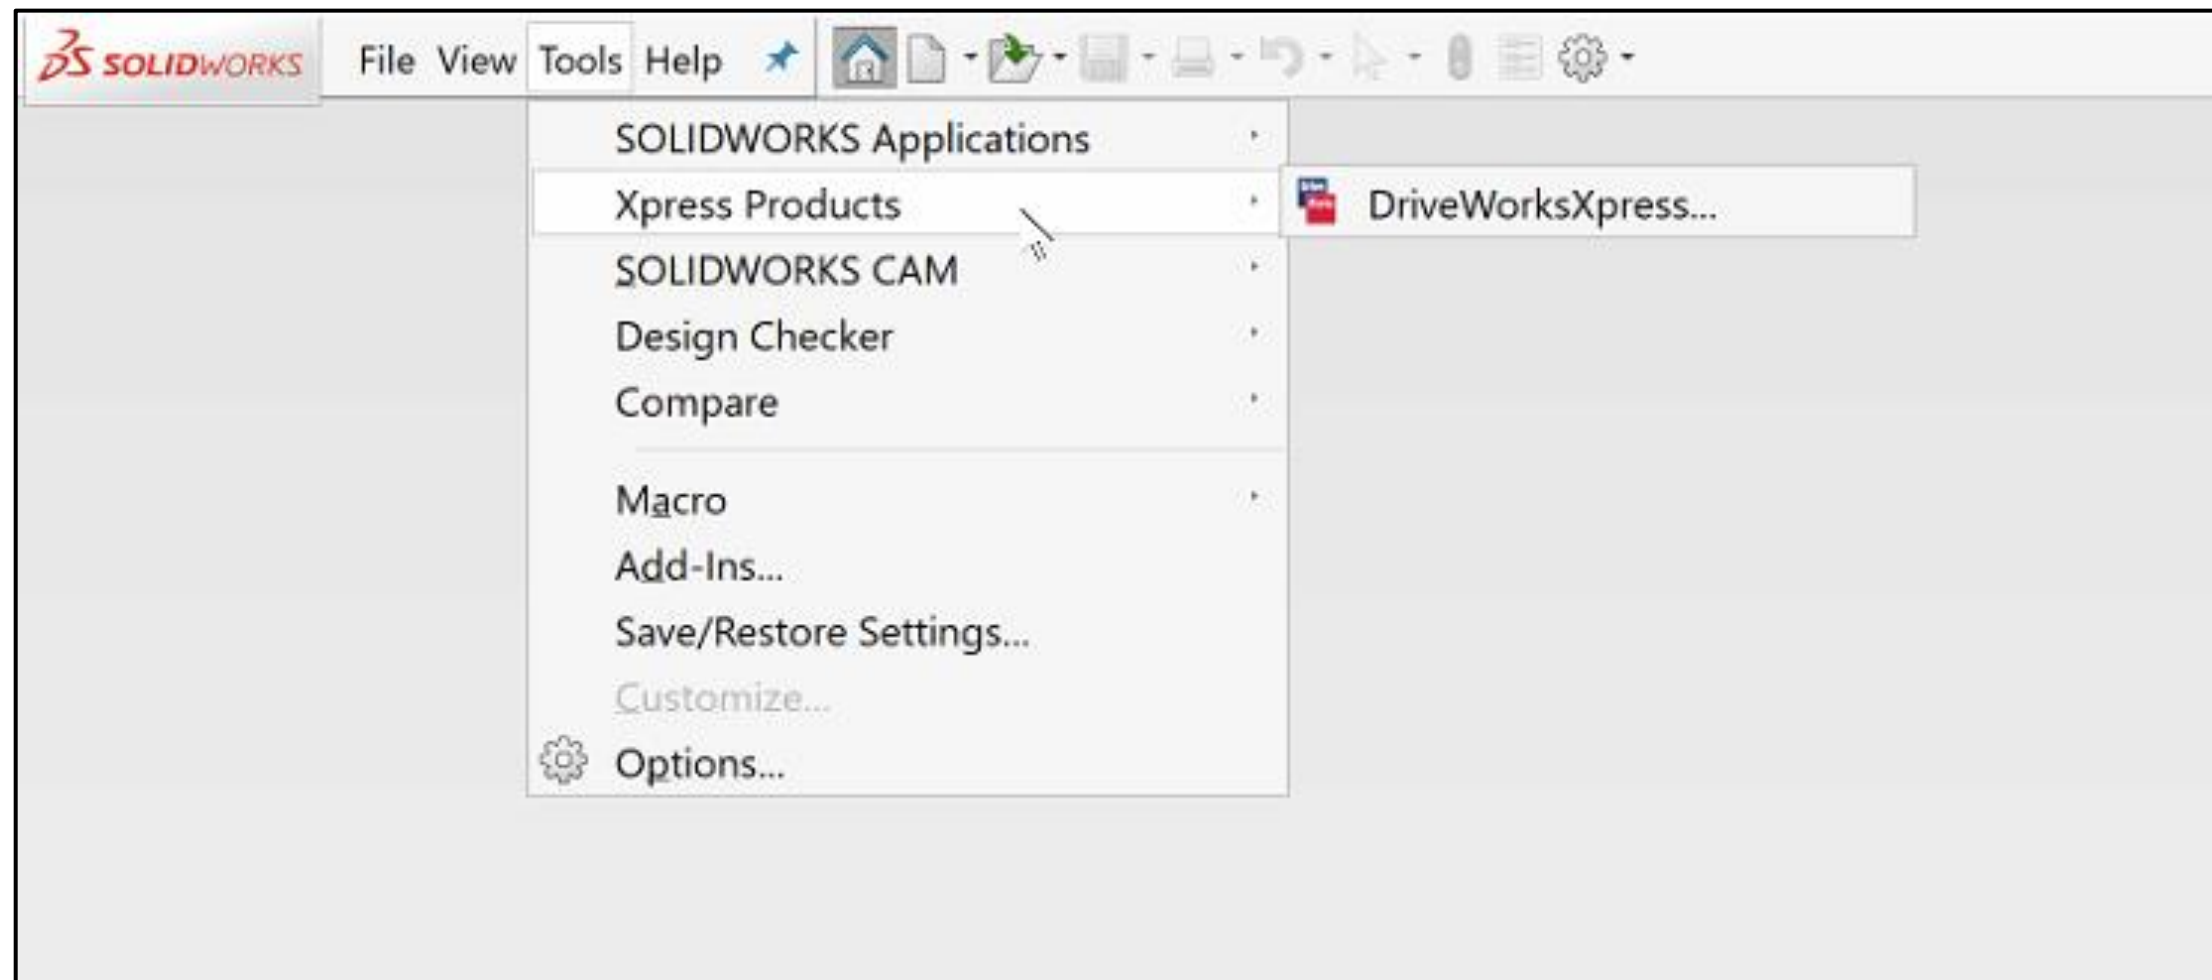 SOLIDWORKS File View Tools Help
SOLIDWORKS Applications
Xpress Products
DriveWorksXpress...
SOLIDWORKS CAM
Design Checker
Compare
Macro
Add-Ins...
Save/Restore Settings...
Customize...
Options...